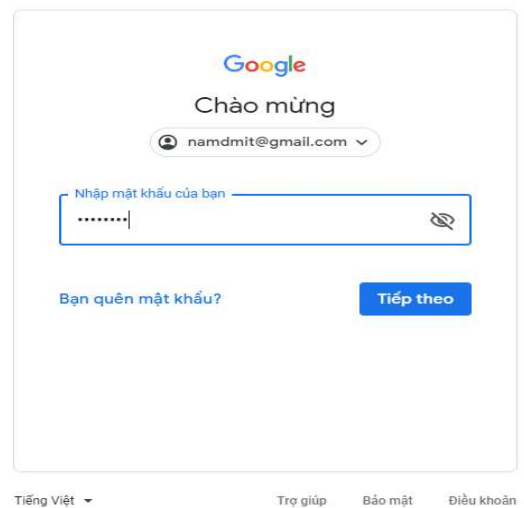 Google
Chào mừng
namdmit@gmail.com
Nhập mật khẩu của bạn
••••••••
Bạn quên mật khẩu?
Tiếp theo
Tiếng Việt
Trợ giúp
Bảo mật
Điều khoản